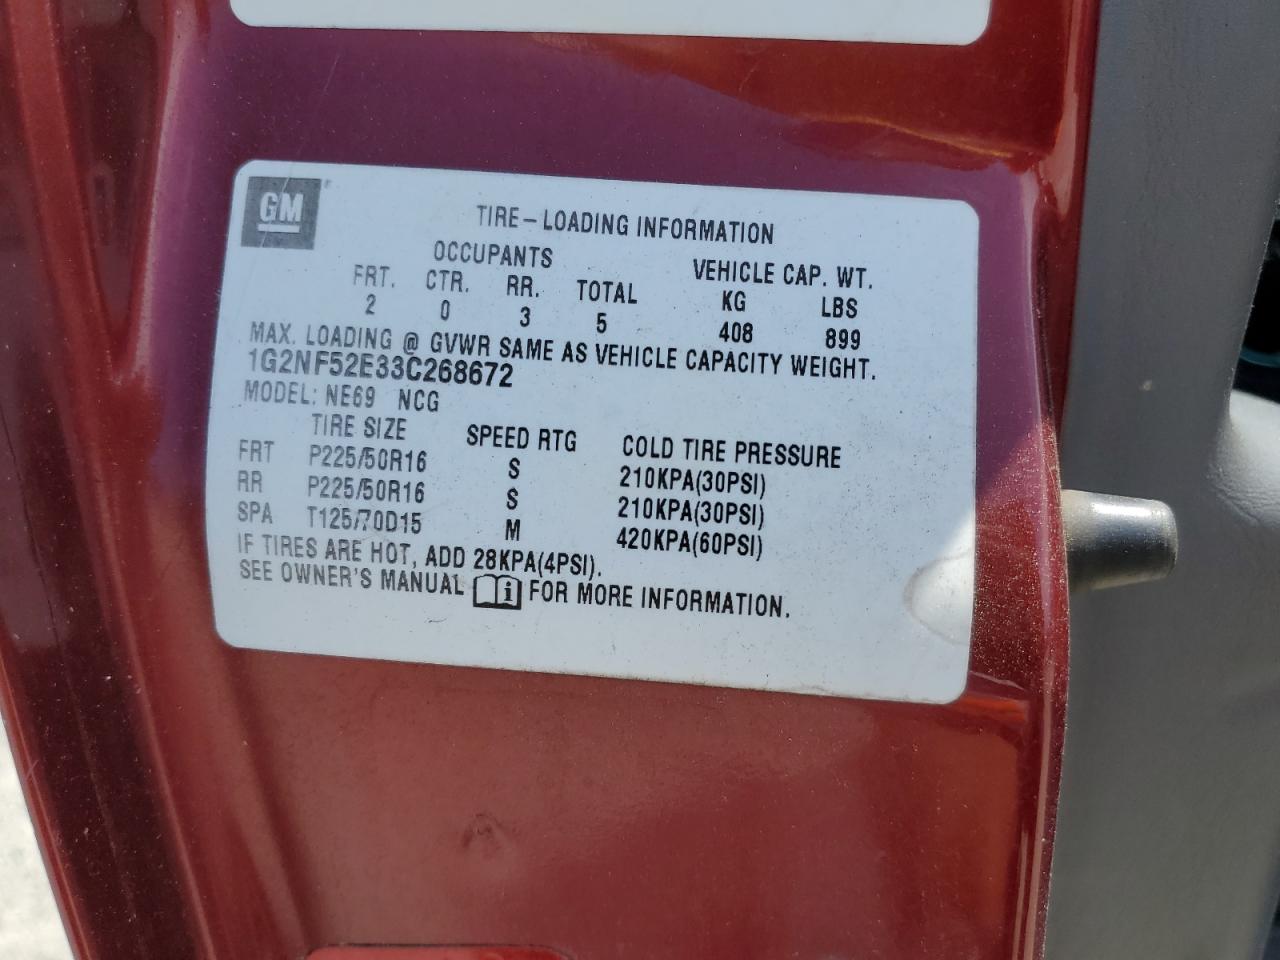 GM
TIRE-LOADING INFORMATION
OCCUPANTS VEHICLE CAP. WT.
FRT. CTR. RR. TOTAL KG LBS
2 0 3 5 408 899
MAX. LOADING @ GVWR SAME AS VEHICLE CAPACITY WEIGHT.
1G2NF52E33C268672
MODEL: NE69 NCG
TIRE SIZE SPEED RTG COLD TIRE PRESSURE
FRT P225/50R16 S 210KPA(30PSI)
RR P225/50R16 S 210KPA(30PSI)
SPA T125/70D15 M 420KPA(60PSI)
IF TIRES ARE HOT, ADD 28KPA(4PSI).
SEE OWNER'S MANUAL i FOR MORE INFORMATION.